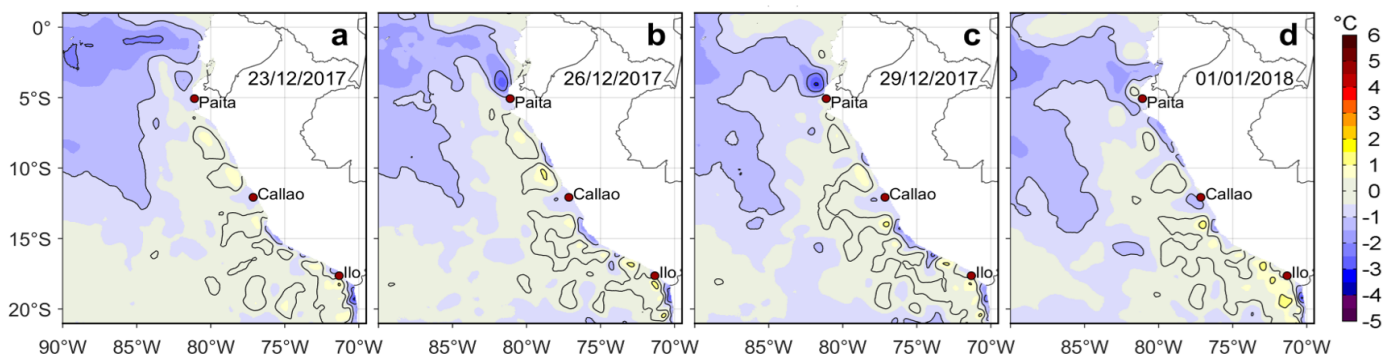 a
b
c
d
°C
23/12/2017
26/12/2017
29/12/2017
01/01/2018
0°
5°S
10°S
15°S
20°S
Paita
Callao
Ilo
Paita
Callao
Ilo
Paita
Callao
Ilo
Paita
Callao
Ilo
6
5
4
3
2
1
0
-1
-2
-3
-4
-5
90°W 85°W 80°W 75°W 70°W
85°W 80°W 75°W 70°W
85°W 80°W 75°W 70°W
85°W 80°W 75°W 70°W